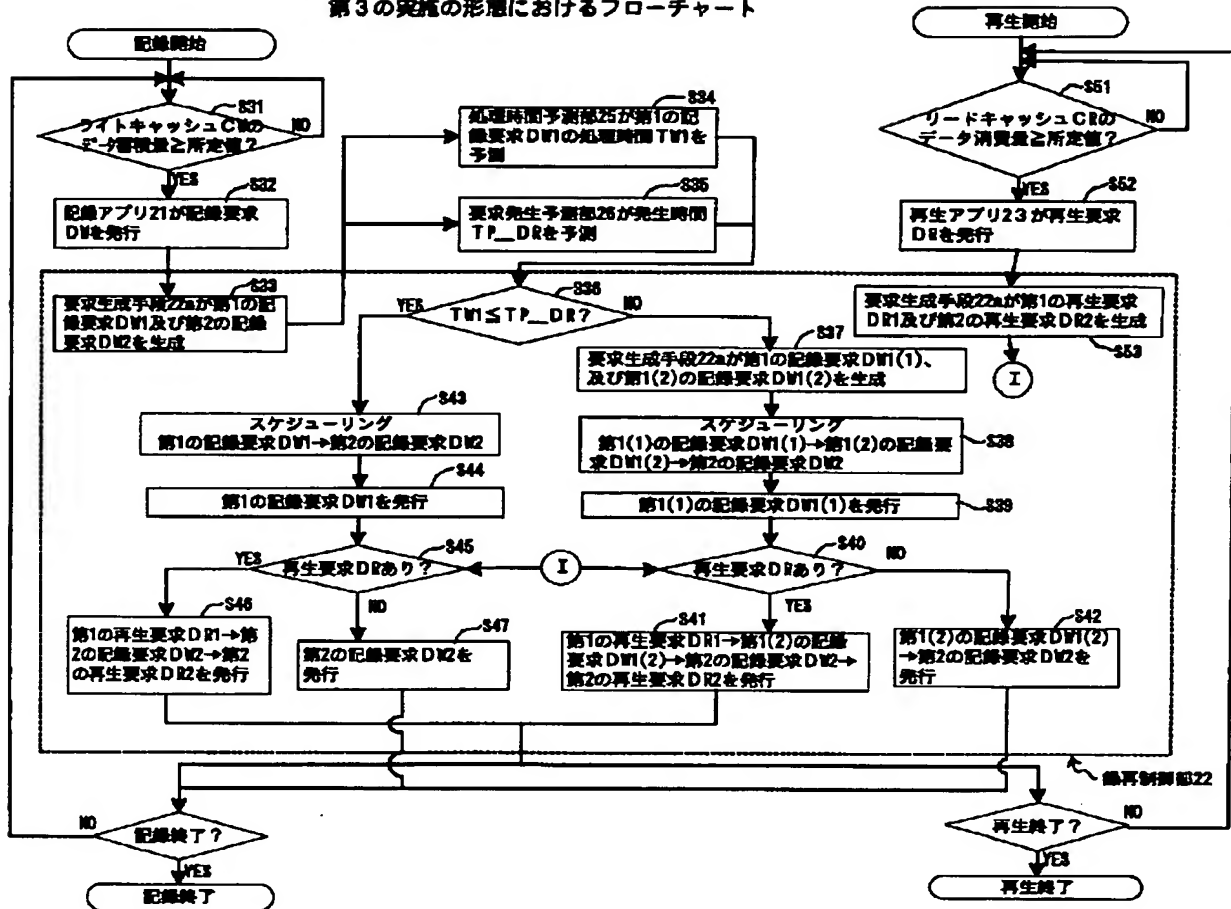 第3の実施の形態におけるフローチャート
記録開始
S31
ライトキャッシュCWの
データ蓄積量≧所定値?
NO
YES
S32
記録アプリ21が記録要求
DWを発行
S33
要求生成手段22aが第1の記
録要求DW1及び第2の記録
要求DW2を生成
S34
処理時間予測部25が第1の記
録要求DW1の処理時間TW1を
予測
S35
要求発生予測部26が発生時間
TP__DRを予測
再生開始
S51
リードキャッシュCRの
データ消費量≧所定値?
NO
YES
S52
再生アプリ23が再生要求
DRを発行
要求生成手段22aが第1の再生要求
DR1及び第2の再生要求DR2を生成
S53
I
S36
YES
TW1≦TP__DR?
NO
S37
要求生成手段22aが第1の記録要求DW1(1)、
及び第1(2)の記録要求DW1(2)を生成
S43
スケジューリング
第1の記録要求DW1→第2の記録要求DW2
スケジューリング
第1(1)の記録要求DW1(1)→第1(2)の記録要
求DW1(2)→第2の記録要求DW2
S38
S44
第1の記録要求DW1を発行
第1(1)の記録要求DW1(1)を発行
S39
S45
YES
再生要求DRあり?
NO
I
S40
再生要求DRあり?
NO
YES
S46
第1の再生要求DR1→第
2の記録要求DW2→第2
の再生要求DR2を発行
S47
第2の記録要求DW2を
発行
S41
第1の再生要求DR1→第1(2)の記録
要求DW1(2)→第2の記録要求DW2→
第2の再生要求DR2を発行
S42
第1(2)の記録要求DW1(2)
→第2の記録要求DW2を
発行
録再制御部22
NO
記録終了?
YES
記録終了
再生終了?
NO
YES
再生終了